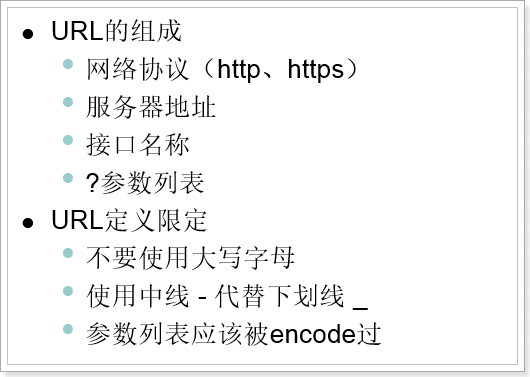 URL的组成
网络协议（http、https）
服务器地址
接口名称
?参数列表
URL定义限定
不要使用大写字母
使用中线 - 代替下划线 _
参数列表应该被encode过